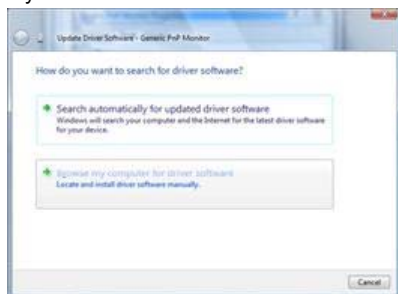 Update Driver Software - Generic PnP Monitor
How do you want to search for driver software?
Search automatically for updated driver software
Windows will search your computer and the Internet for the latest driver software
for your device.
Browse my computer for driver software
Locate and install driver software manually.
Cancel